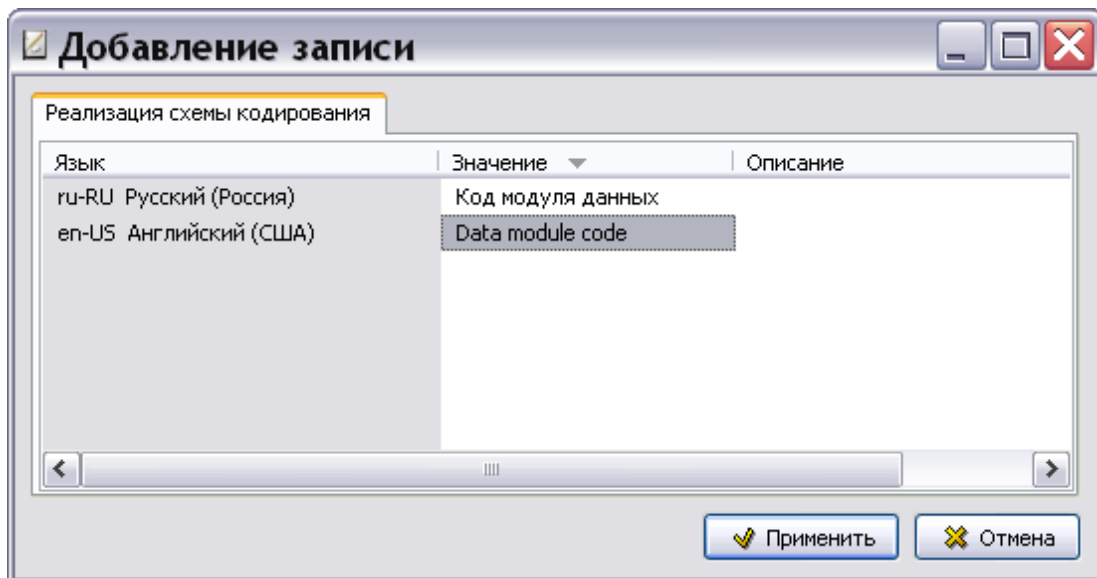 Добавление записи
Реализация схемы кодирования
Язык Значение Описание
ru-RU Русский (Россия) Код модуля данных
en-US Английский (США) Data module code
Применить Отмена